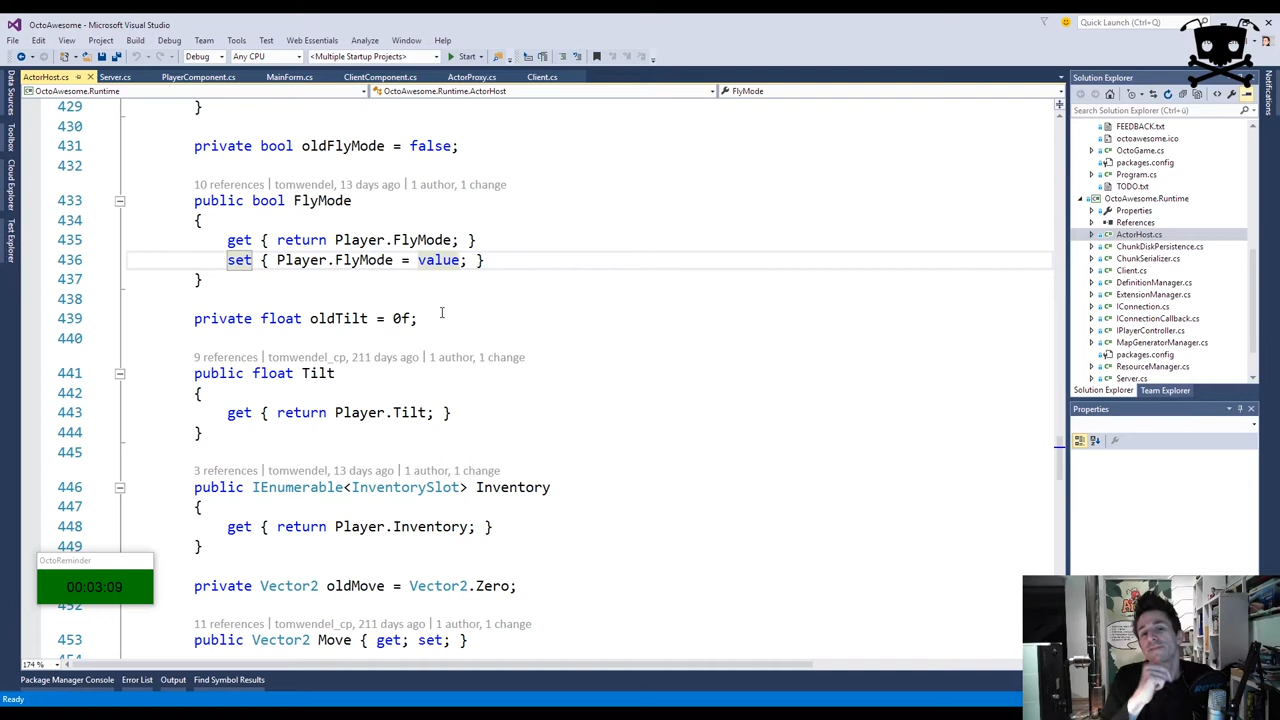 OctoAwesome - Microsoft Visual Studio
Quick Launch (Ctrl+Q)
File Edit View Project Build Debug Team Tools Test Web Essentials Analyze Window Help
Debug Any CPU <Multiple Startup Projects> Start
ActorHost.cs Server.cs PlayerComponent.cs MainForm.cs ClientComponent.cs ActorProxy.cs Client.cs
OctoAwesome.Runtime OctoAwesome.Runtime.ActorHost FlyMode
Data Sources
Toolbox
Cloud Explorer
Test Explorer
429 }
430
431 private bool oldFlyMode = false;
432
10 references | tomwendel, 13 days ago | 1 author, 1 change
433 public bool FlyMode
434 {
435 get { return Player.FlyMode; }
436 set { Player.FlyMode = value; }
437 }
438
439 private float oldTilt = 0f;
440
9 references | tomwendel_cp, 211 days ago | 1 author, 1 change
441 public float Tilt
442 {
443 get { return Player.Tilt; }
444 }
445
3 references | tomwendel, 13 days ago | 1 author, 1 change
446 public IEnumerable<InventorySlot> Inventory
447 {
448 get { return Player.Inventory; }
449 }
private Vector2 oldMove = Vector2.Zero;
452
11 references | tomwendel_cp, 211 days ago | 1 author, 1 change
453 public Vector2 Move { get; set; }
174 %
OctoReminder
00:03:09
Package Manager Console Error List Output Find Symbol Results
Ready
Solution Explorer
Search Solution Explorer (Ctrl+ü)
FEEDBACK.txt
octoawesome.ico
OctoGame.cs
packages.config
Program.cs
TODO.txt
OctoAwesome.Runtime
Properties
References
ActorHost.cs
ChunkDiskPersistence.cs
ChunkSerializer.cs
Client.cs
DefinitionManager.cs
ExtensionManager.cs
IConnection.cs
IConnectionCallback.cs
IPlayerController.cs
MapGeneratorManager.cs
packages.config
ResourceManager.cs
Server.cs
Solution Explorer Team Explorer
Properties
Notifications